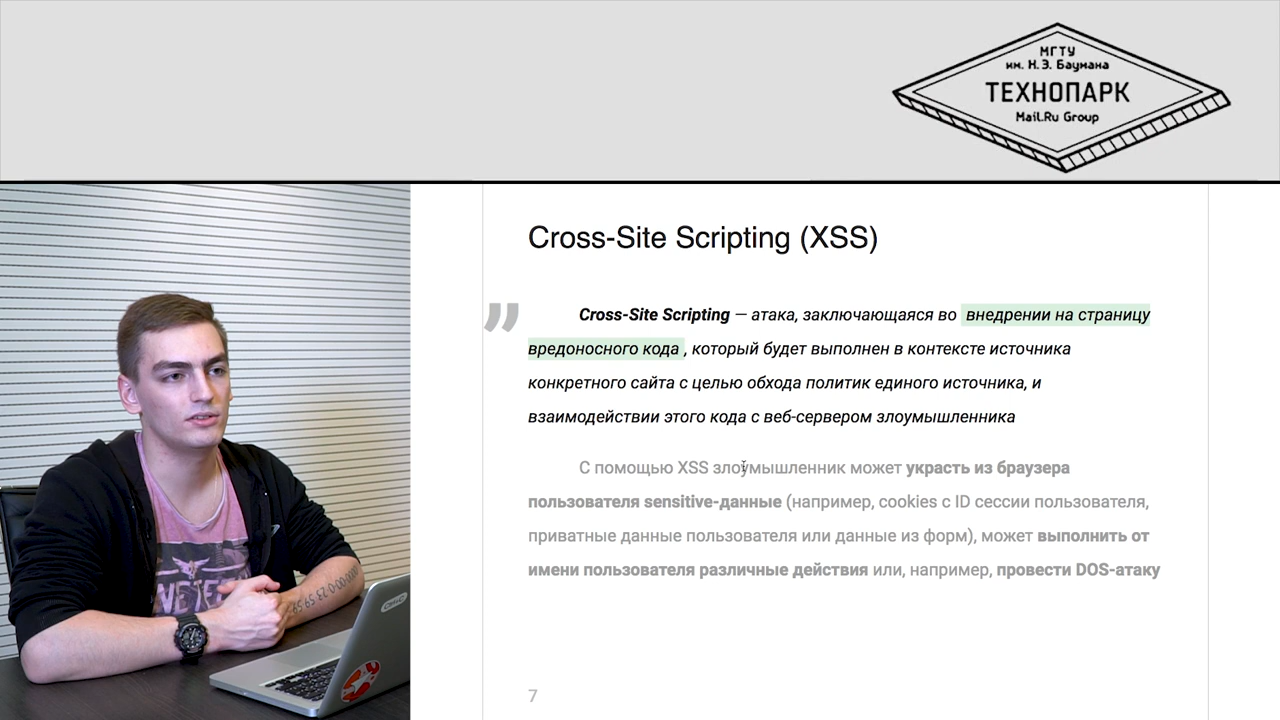 МГТУ
им. Н.Э. Баумана
ТЕХНОПАРК
Mail.Ru Group
Cross-Site Scripting (XSS)
Cross-Site Scripting — атака, заключающаяся во внедрении на страницу
вредоносного кода , который будет выполнен в контексте источника
конкретного сайта с целью обхода политик единого источника, и
взаимодействии этого кода с веб-сервером злоумышленника
С помощью XSS злоумышленник может украсть из браузера
пользователя sensitive-данные (например, cookies с ID сессии пользователя,
приватные данные пользователя или данные из форм), может выполнить от
имени пользователя различные действия или, например, провести DOS-атаку
7